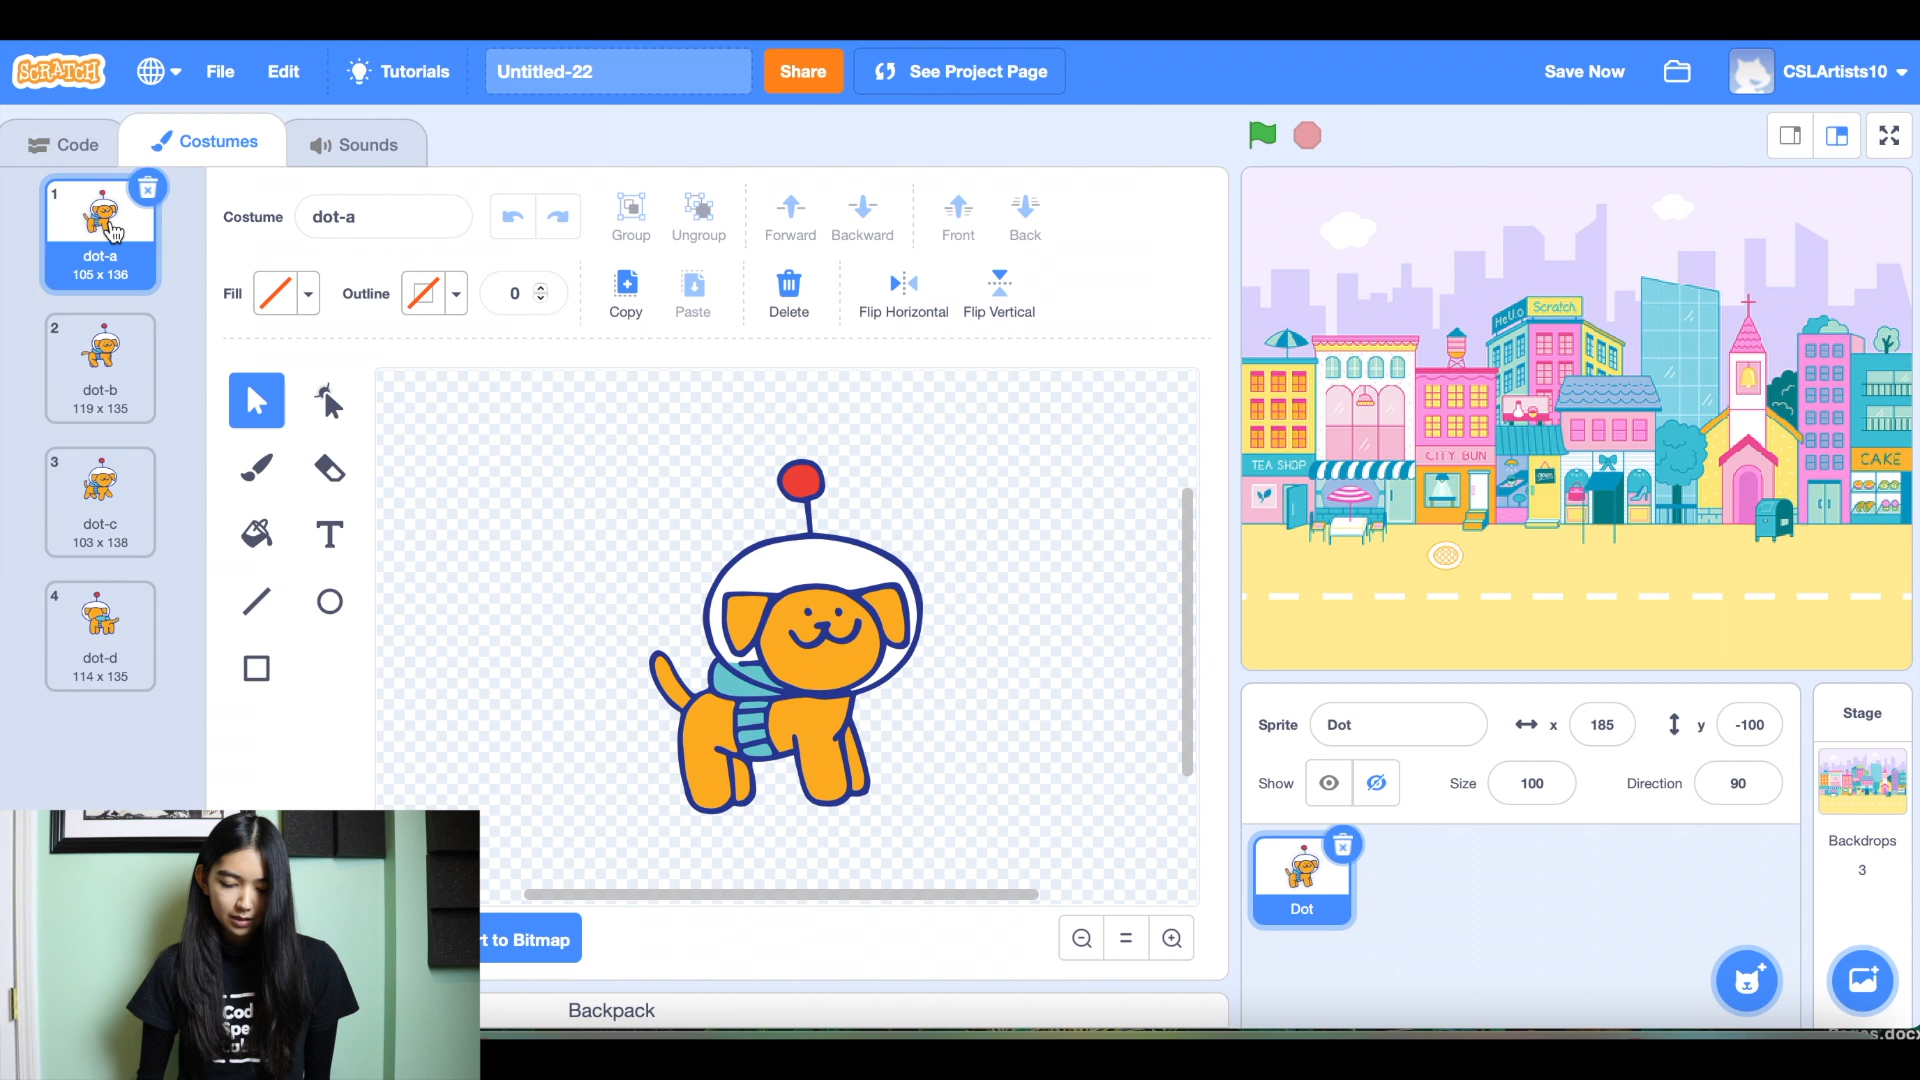 SCRATCH File Edit Tutorials Untitled-22 Share See Project Page Save Now CSLArtists10
Code Costumes Sounds
1
dot-a
105 x 136
2
dot-b
119 x 135
3
dot-c
103 x 138
4
dot-d
114 x 135
Costume dot-a Group Ungroup Forward Backward Front Back
Fill Outline 0 Copy Paste Delete Flip Horizontal Flip Vertical
T
t to Bitmap
Backpack
Hello Scratch
TEA SHOP
CITY BUN
CAKE
Sprite Dot x 185 y -100
Show Size 100 Direction 90
Dot
Stage
Backdrops
3
Cod
Spe